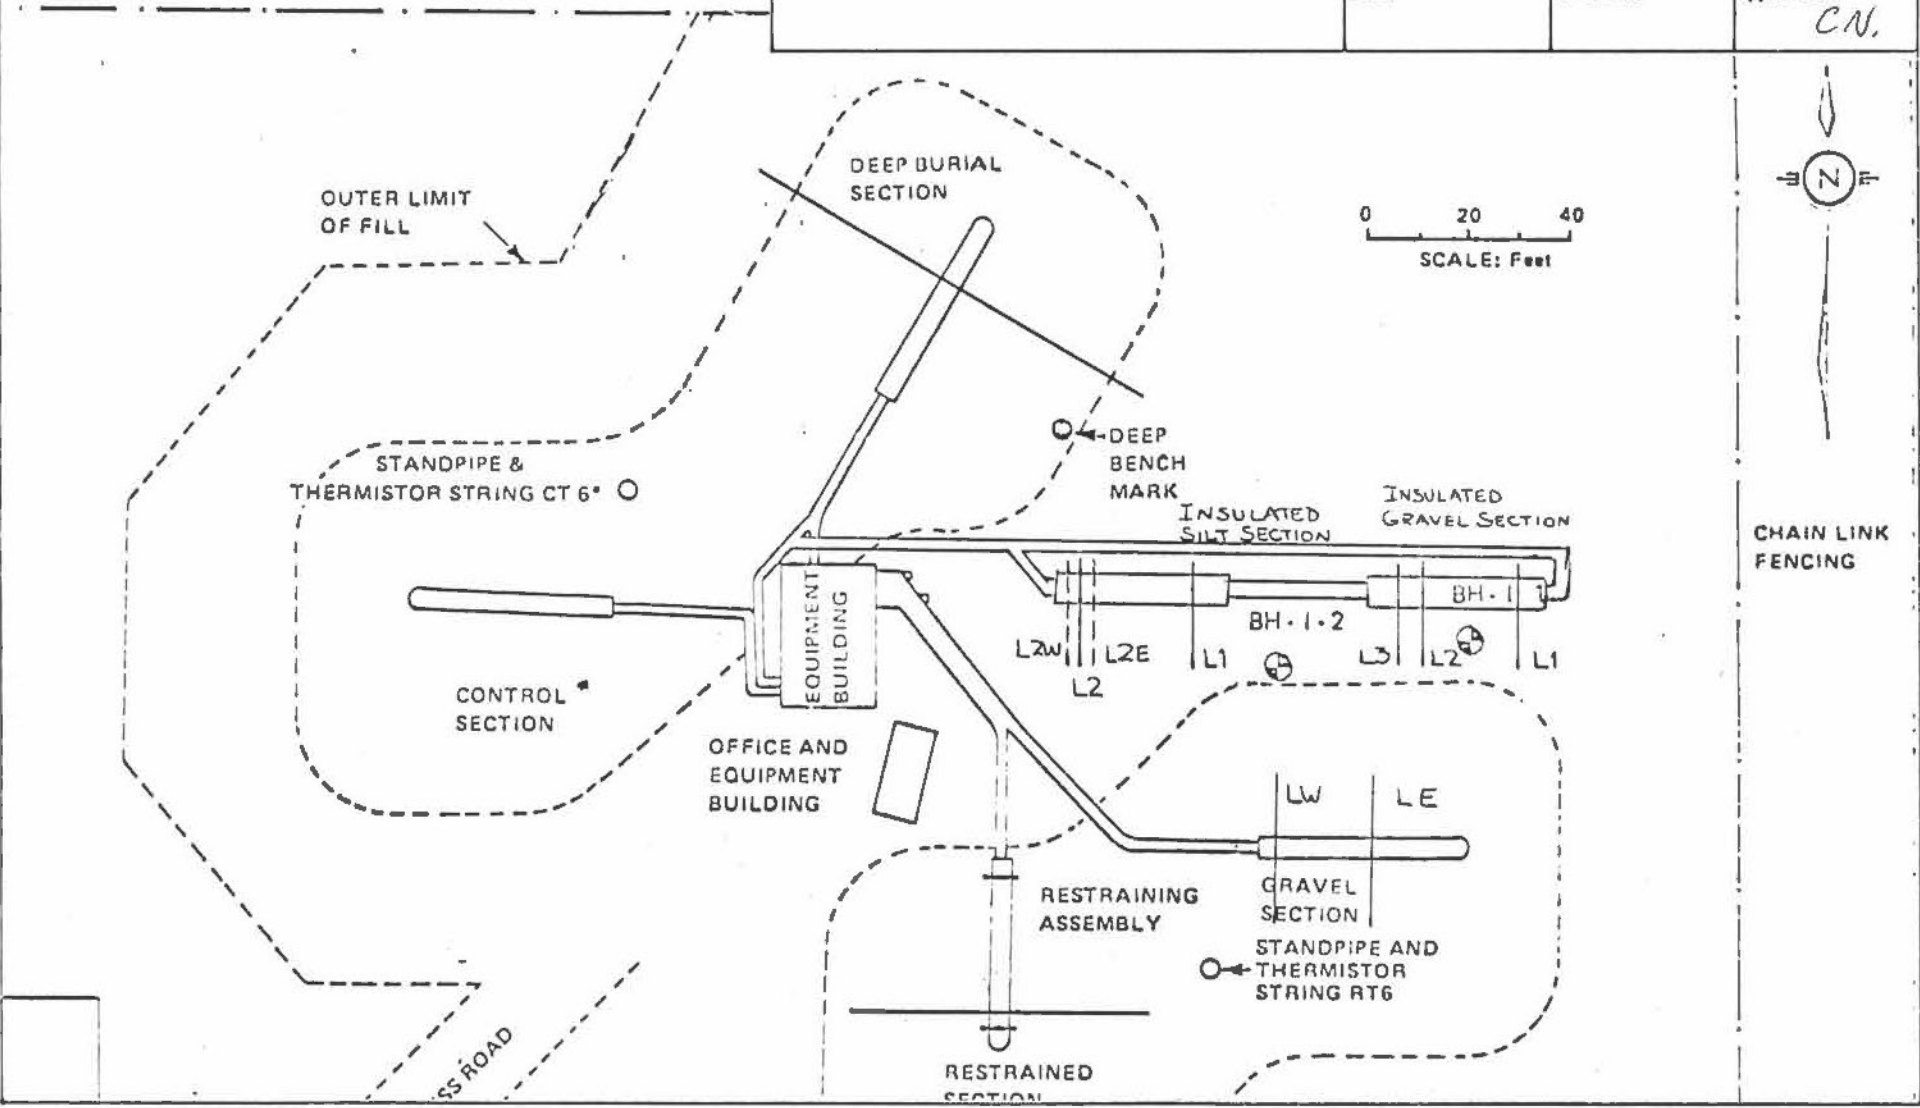 CN.
DEEP BURIAL
SECTION
OUTER LIMIT
OF FILL
N
0 20 40
SCALE: Feet
DEEP
BENCH
MARK
STANDPIPE &
THERMISTOR STRING CT 6
INSULATED
SILT SECTION
INSULATED
GRAVEL SECTION
CHAIN LINK
FENCING
EQUIPMENT
BUILDING
BH·1·1
BH·1·2
L2W
L2
L2E
L1
L3
L2
L1
CONTROL
SECTION
OFFICE AND
EQUIPMENT
BUILDING
LW
LE
GRAVEL
SECTION
RESTRAINING
ASSEMBLY
STANDPIPE AND
THERMISTOR
STRING RT6
RESTRAINED
SECTION
SS ROAD